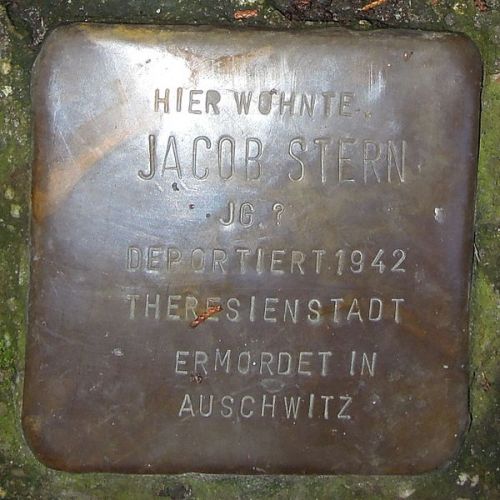 HIER WOHNTE
JACOB STERN
JG. ?
DEPORTIERT 1942
THERESIENSTADT
ERMORDET IN
AUSCHWITZ